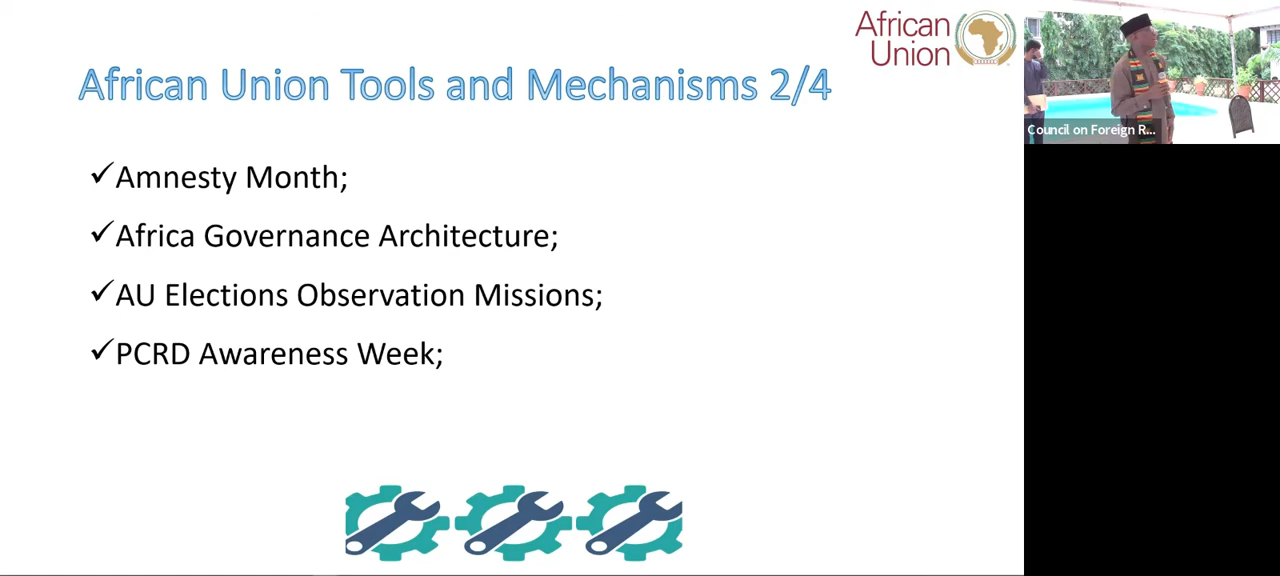 African
Union
African Union Tools and Mechanisms 2/4
✓Amnesty Month;
✓Africa Governance Architecture;
✓AU Elections Observation Missions;
✓PCRD Awareness Week;
Council on Foreign R...